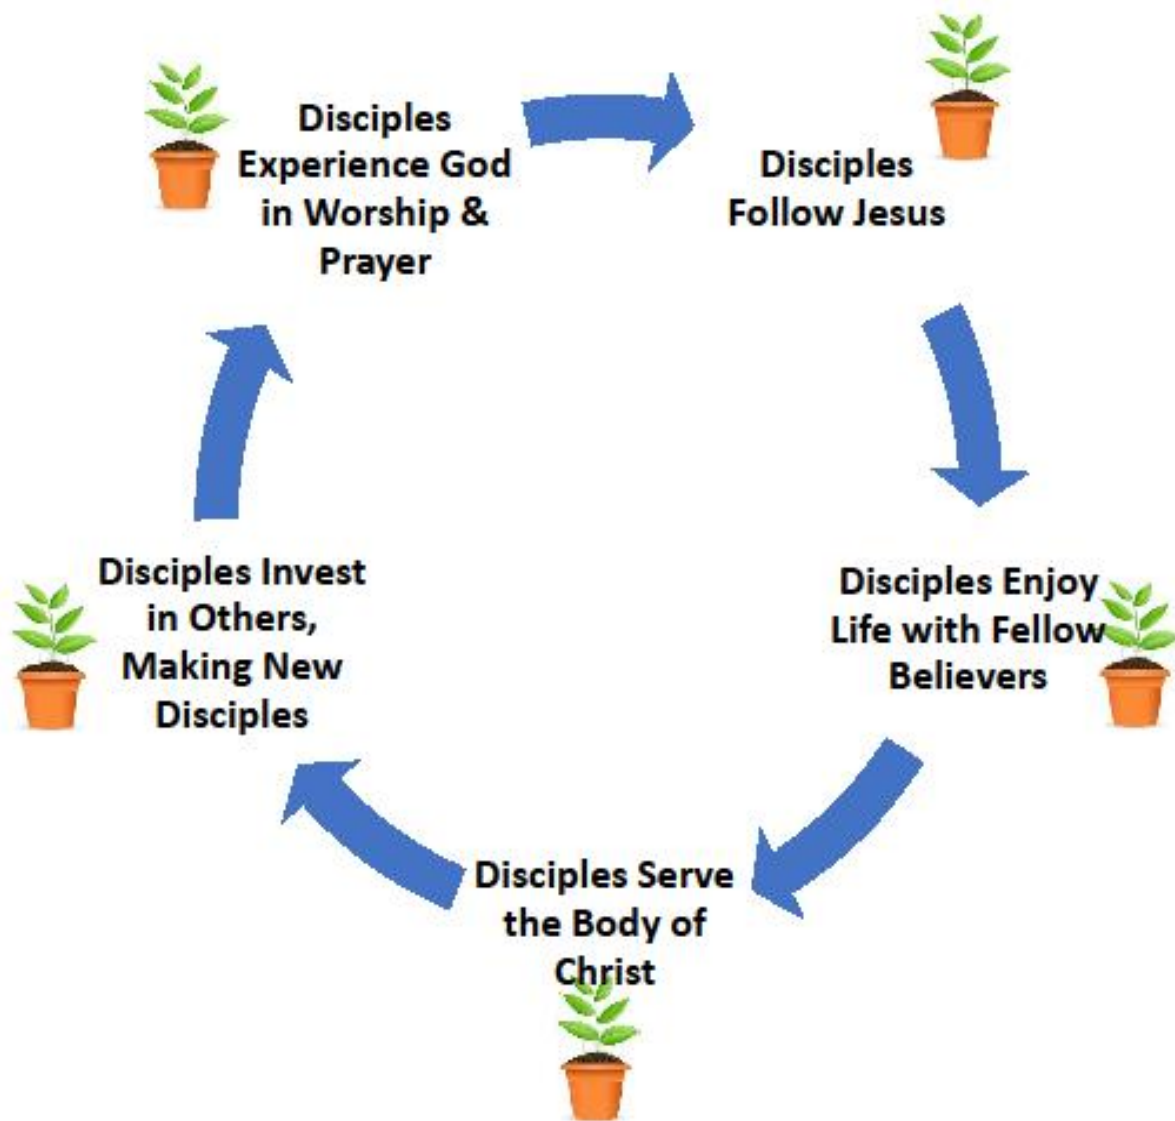 Disciples
Experience God
in Worship &
Prayer
Disciples
Follow Jesus
Disciples Enjoy
Life with Fellow
Believers
Disciples Serve
the Body of
Christ
Disciples Invest
in Others,
Making New
Disciples